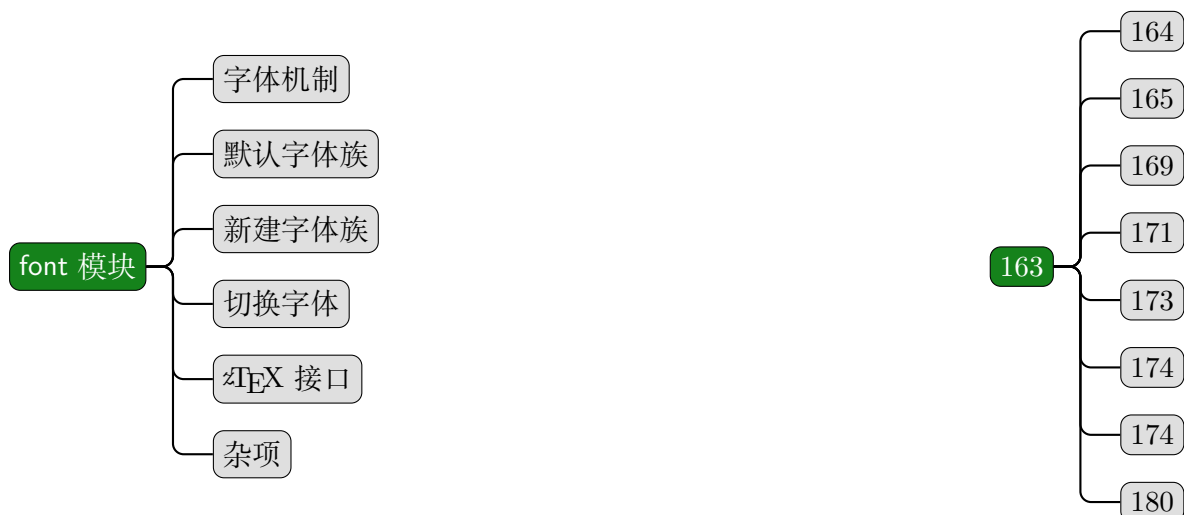 font 模块
字体机制
默认字体族
新建字体族
切换字体
zTEX 接口
杂项
163
164
165
169
171
173
174
174
180